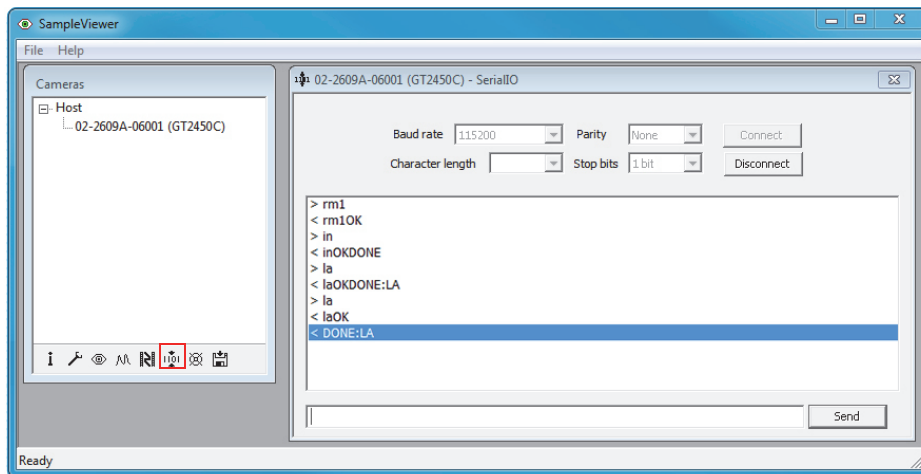 SampleViewer
File Help
Cameras
Host
02-2609A-06001 (GT2450C)
02-2609A-06001 (GT2450C) - SerialIO
Baud rate 115200 Parity None Connect
Character length Stop bits 1 bit Disconnect
> rm1
< rm1OK
> in
< inOKDONE
> la
< laOKDONE:LA
> la
< laOK
< DONE:LA
Send
Ready